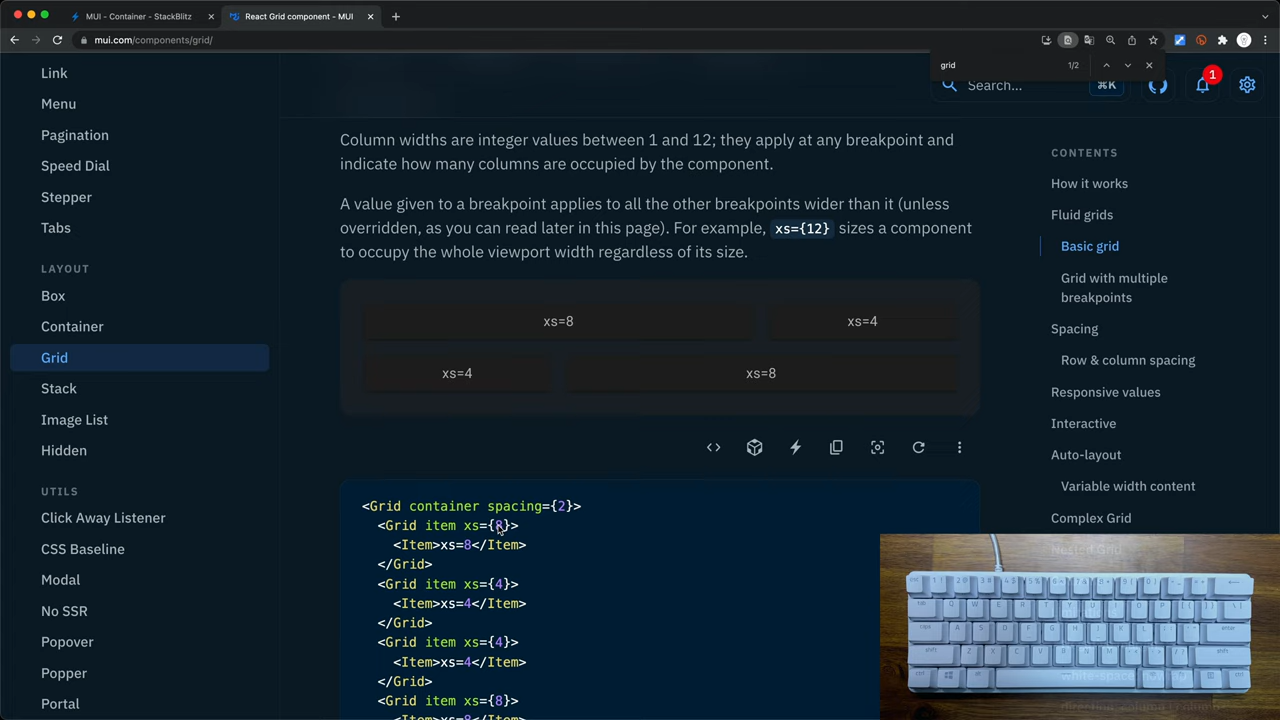 MUI - Container - StackBlitz
React Grid component - MUI
mui.com/components/grid/
grid
1/2
Search...
⌘K
1
Link
Menu
Pagination
Speed Dial
Stepper
Tabs
LAYOUT
Box
Container
Grid
Stack
Image List
Hidden
UTILS
Click Away Listener
CSS Baseline
Modal
No SSR
Popover
Popper
Portal
Column widths are integer values between 1 and 12; they apply at any breakpoint and
indicate how many columns are occupied by the component.
A value given to a breakpoint applies to all the other breakpoints wider than it (unless
overridden, as you can read later in this page). For example, xs={12} sizes a component
to occupy the whole viewport width regardless of its size.
xs=8
xs=4
xs=4
xs=8
<Grid container spacing={2}>
<Grid item xs={8}>
<Item>xs=8</Item>
</Grid>
<Grid item xs={4}>
<Item>xs=4</Item>
</Grid>
<Grid item xs={4}>
<Item>xs=4</Item>
</Grid>
<Grid item xs={8}>
<Item>xs=8</Item>
CONTENTS
How it works
Fluid grids
Basic grid
Grid with multiple
breakpoints
Spacing
Row & column spacing
Responsive values
Interactive
Auto-layout
Variable width content
Complex Grid
Nested Grid